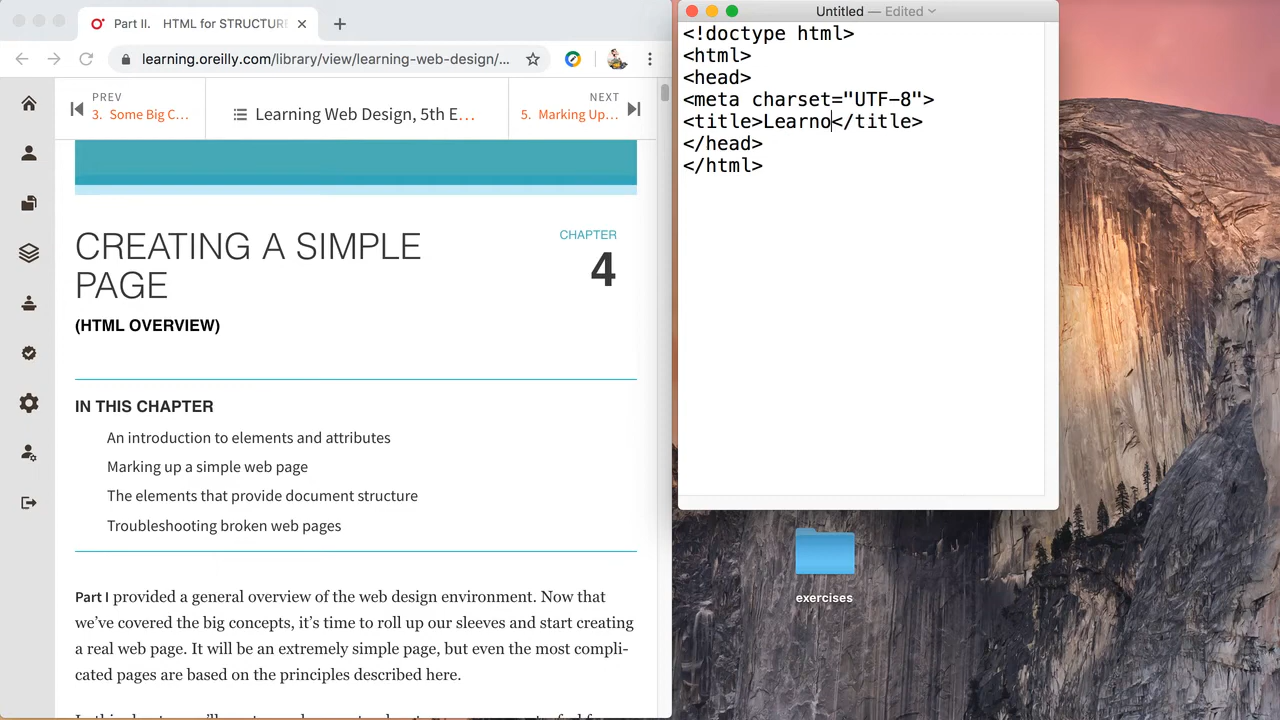 Part II. HTML for STRUCTURE
learning.oreilly.com/library/view/learning-web-design/...
PREV
3. Some Big C...
Learning Web Design, 5th E...
NEXT
5. Marking Up...
CREATING A SIMPLE
PAGE
CHAPTER
4
(HTML OVERVIEW)
IN THIS CHAPTER
An introduction to elements and attributes
Marking up a simple web page
The elements that provide document structure
Troubleshooting broken web pages
Part I provided a general overview of the web design environment. Now that
we’ve covered the big concepts, it’s time to roll up our sleeves and start creating
a real web page. It will be an extremely simple page, but even the most compli-
cated pages are based on the principles described here.
Untitled — Edited
<!doctype html>
<html>
<head>
<meta charset="UTF-8">
<title>Learno</title>
</head>
</html>
exercises